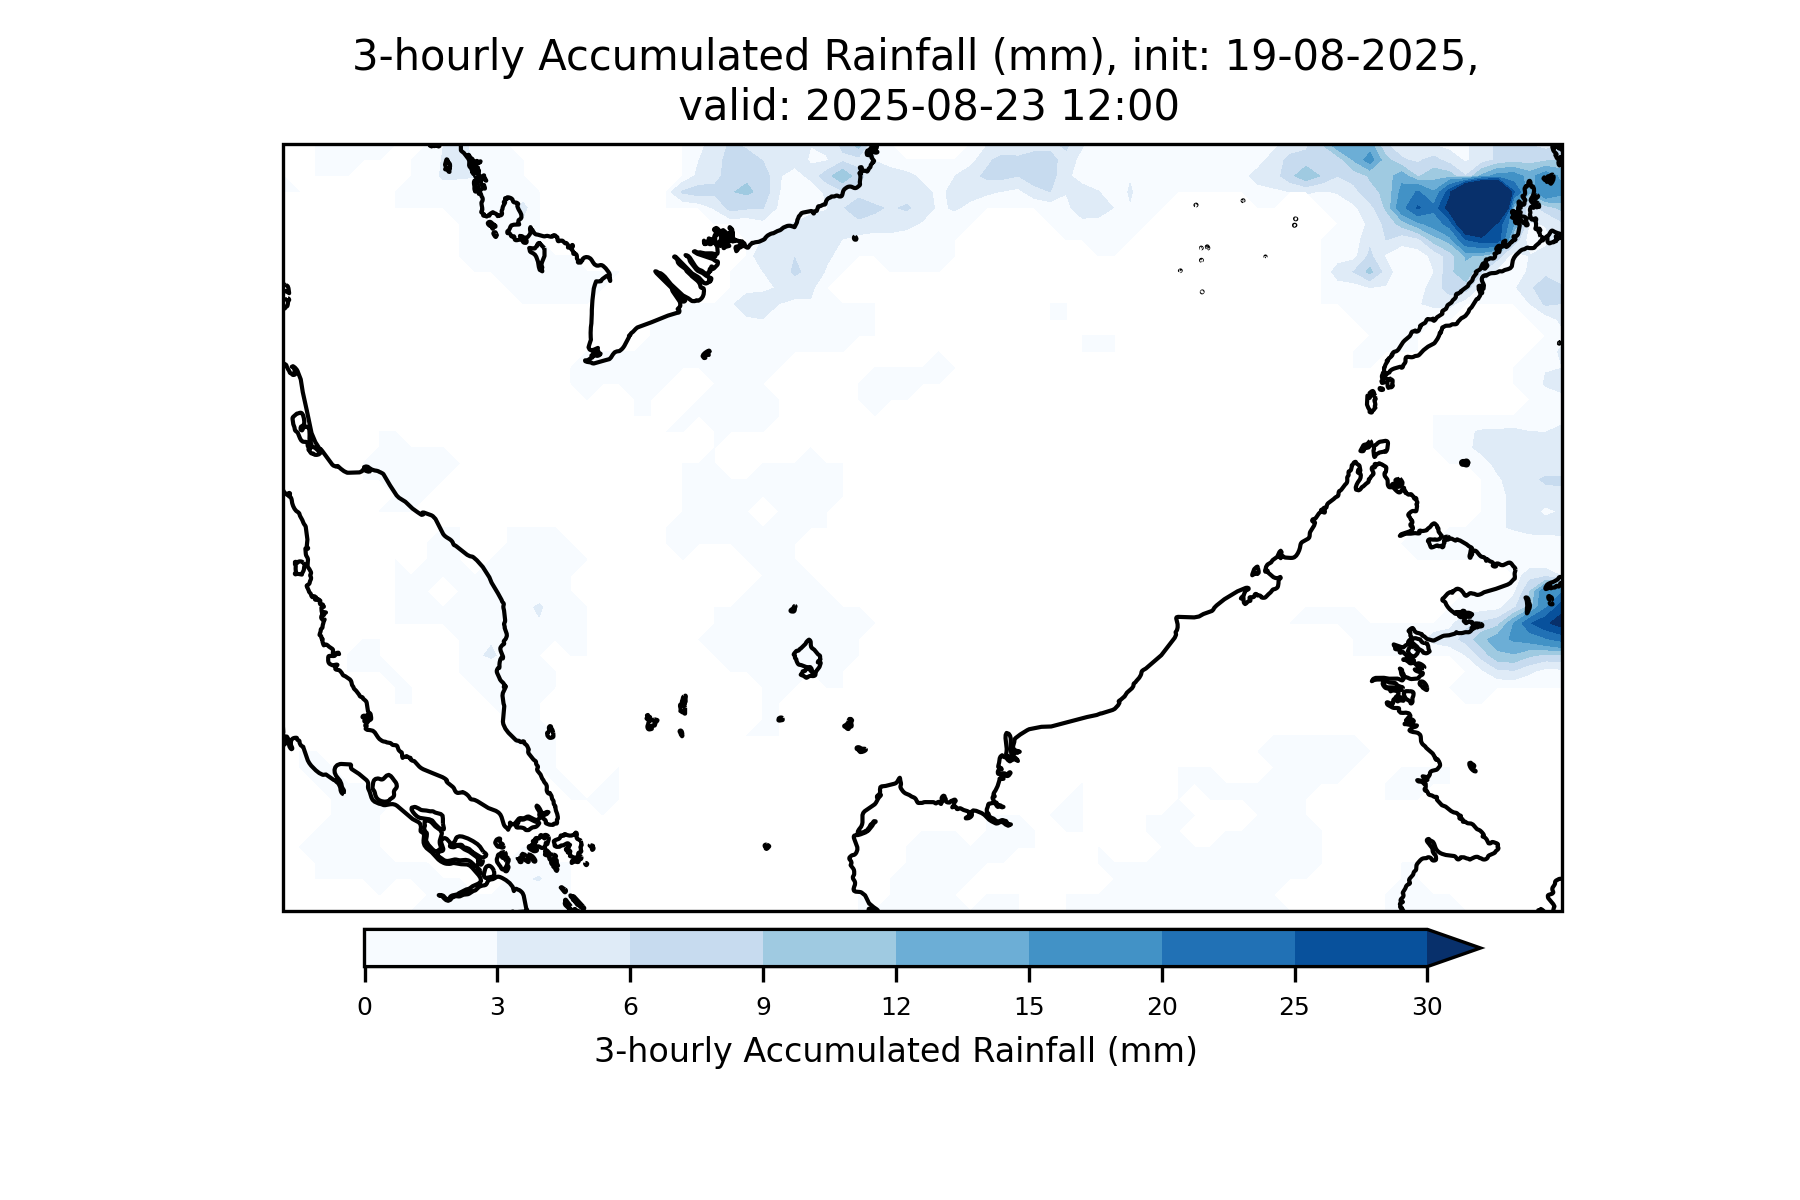 3-hourly Accumulated Rainfall (mm), init: 19-08-2025,
valid: 2025-08-23 12:00
0 3 6 9 12 15 20 25 30
3-hourly Accumulated Rainfall (mm)